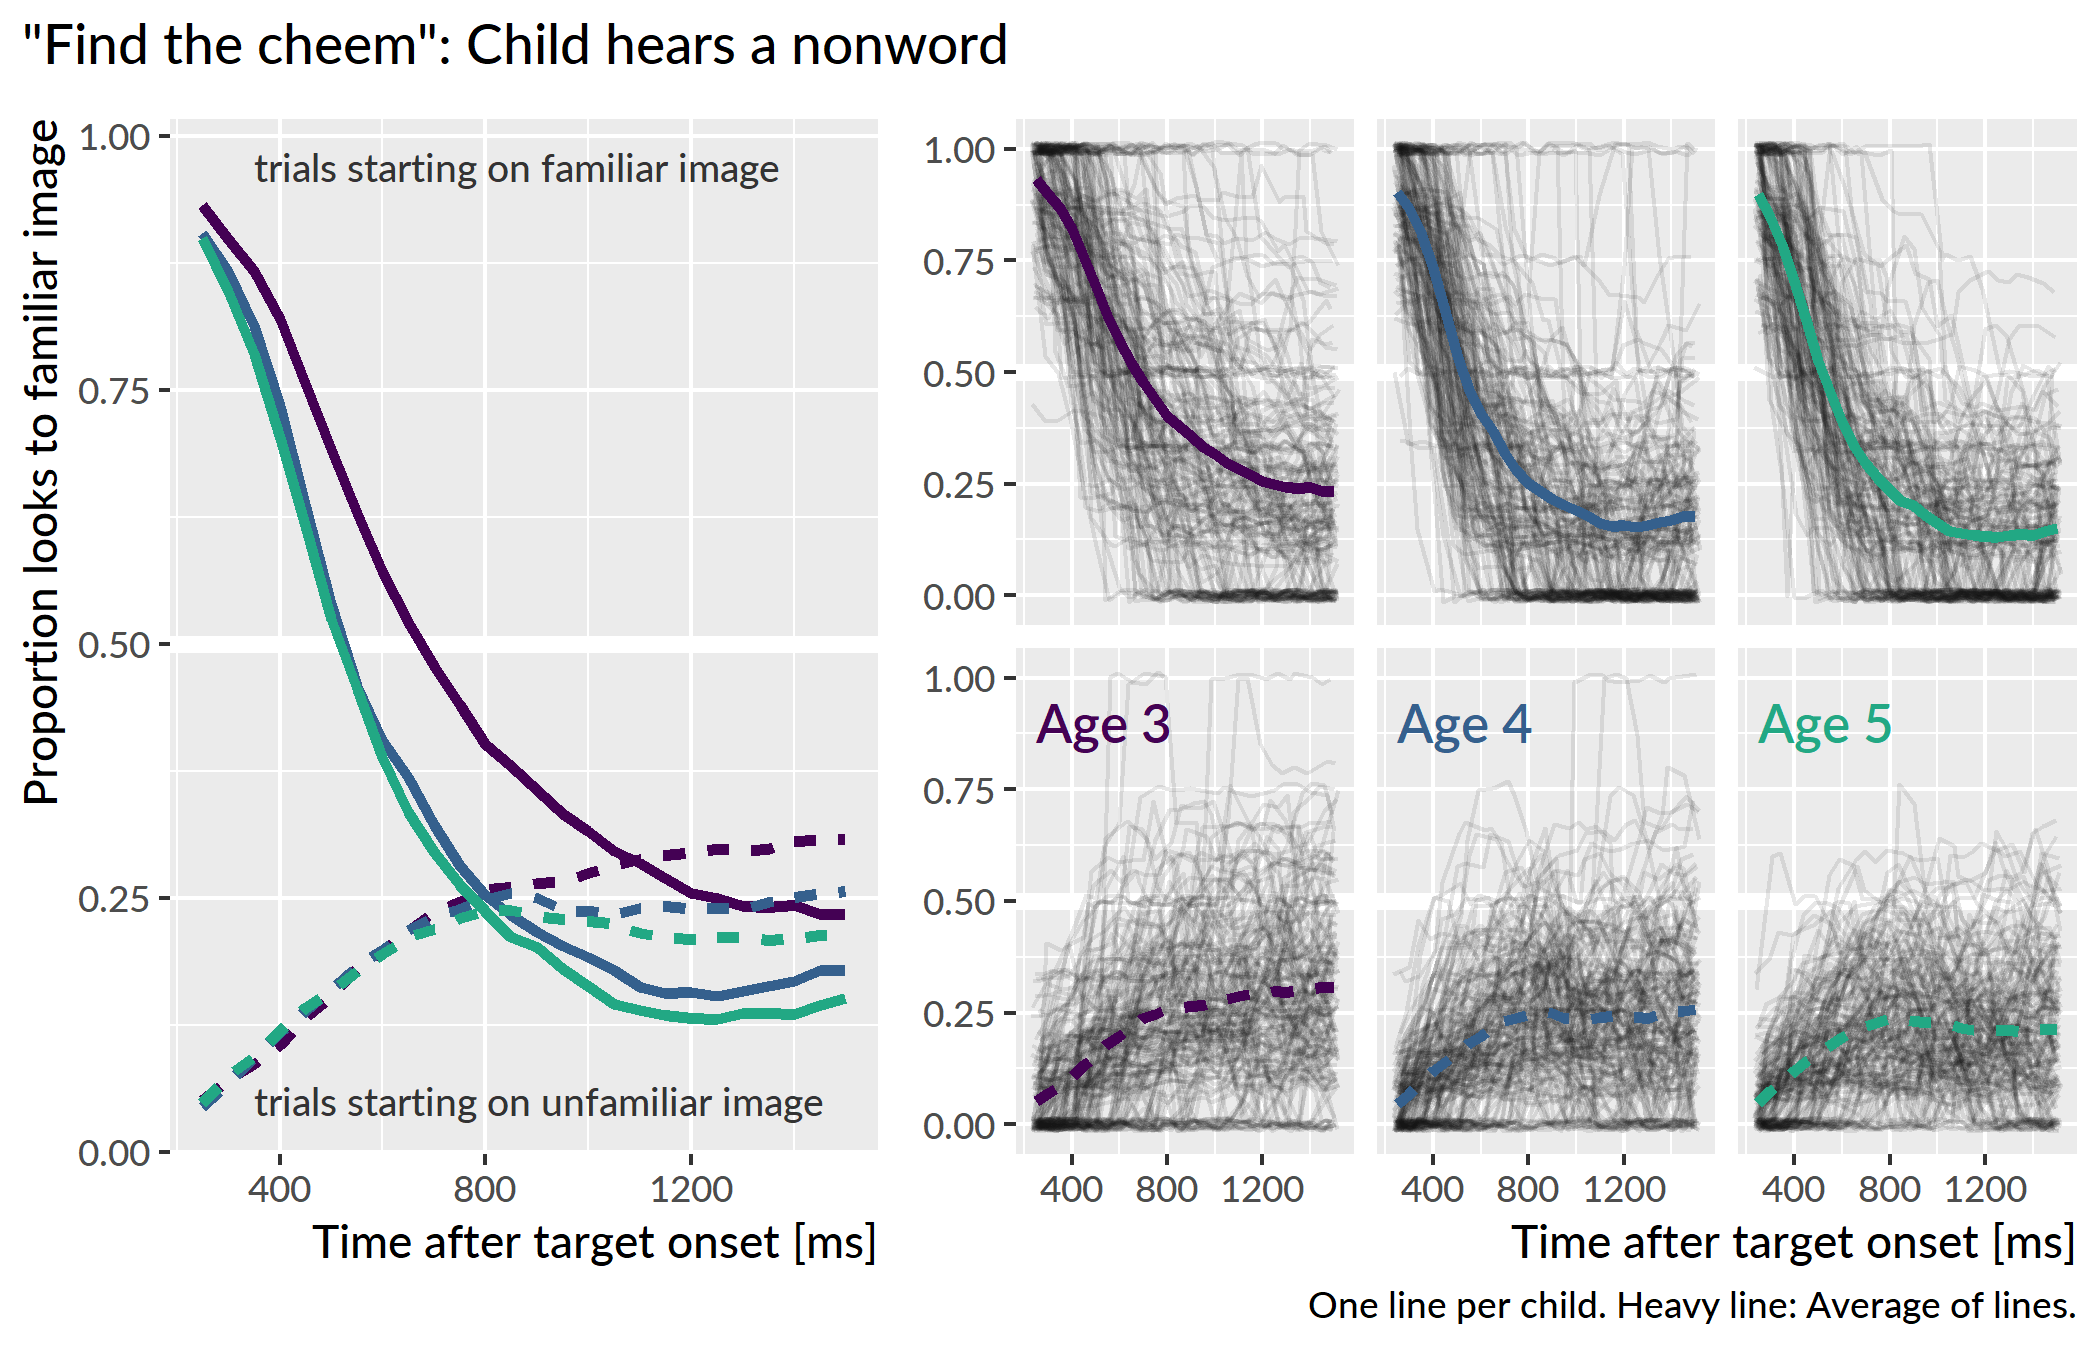 "Find the cheem": Child hears a nonword
Proportion looks to familiar image
1.00
0.75
0.50
0.25
0.00
trials starting on familiar image
trials starting on unfamiliar image
400 800 1200
Time after target onset [ms]
1.00
0.75
0.50
0.25
0.00
1.00
0.75
0.50
0.25
0.00
Age 3 Age 4 Age 5
400 800 1200 400 800 1200 400 800 1200
Time after target onset [ms]
One line per child. Heavy line: Average of lines.